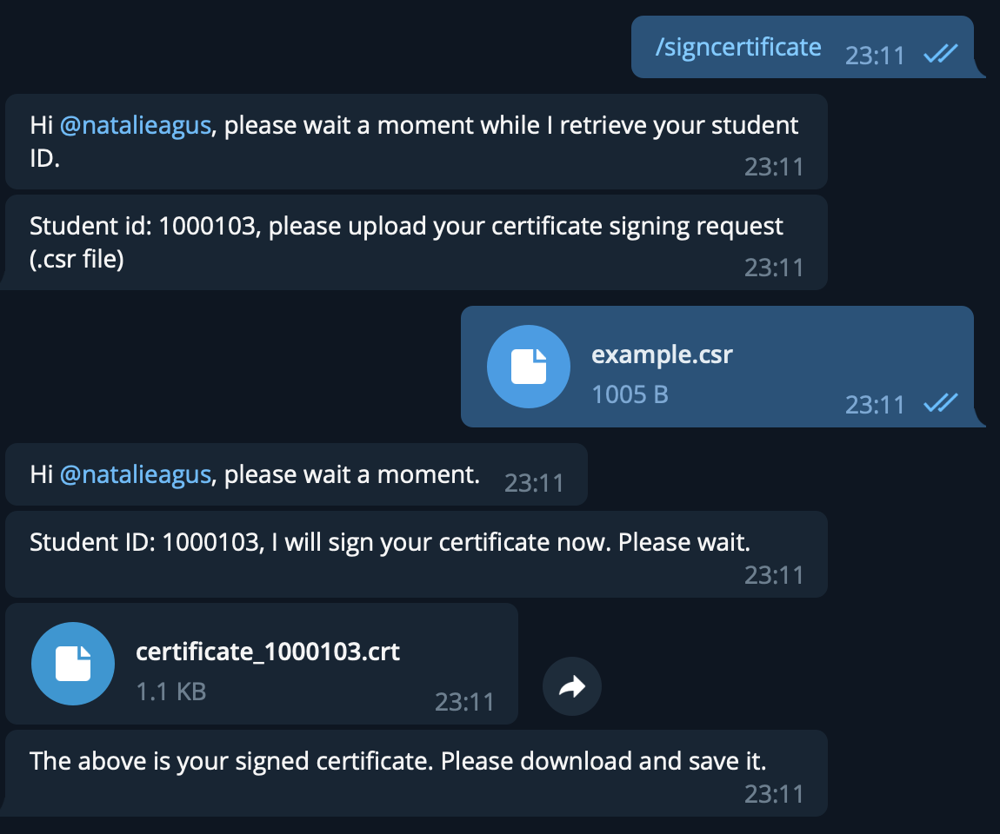 /signcertificate 23:11
Hi @natalieagus, please wait a moment while I retrieve your student
ID.
23:11
Student id: 1000103, please upload your certificate signing request
(.csr file)
23:11
example.csr
1005 B
23:11
Hi @natalieagus, please wait a moment. 23:11
Student ID: 1000103, I will sign your certificate now. Please wait.
23:11
certificate_1000103.crt
1.1 KB
23:11
The above is your signed certificate. Please download and save it.
23:11